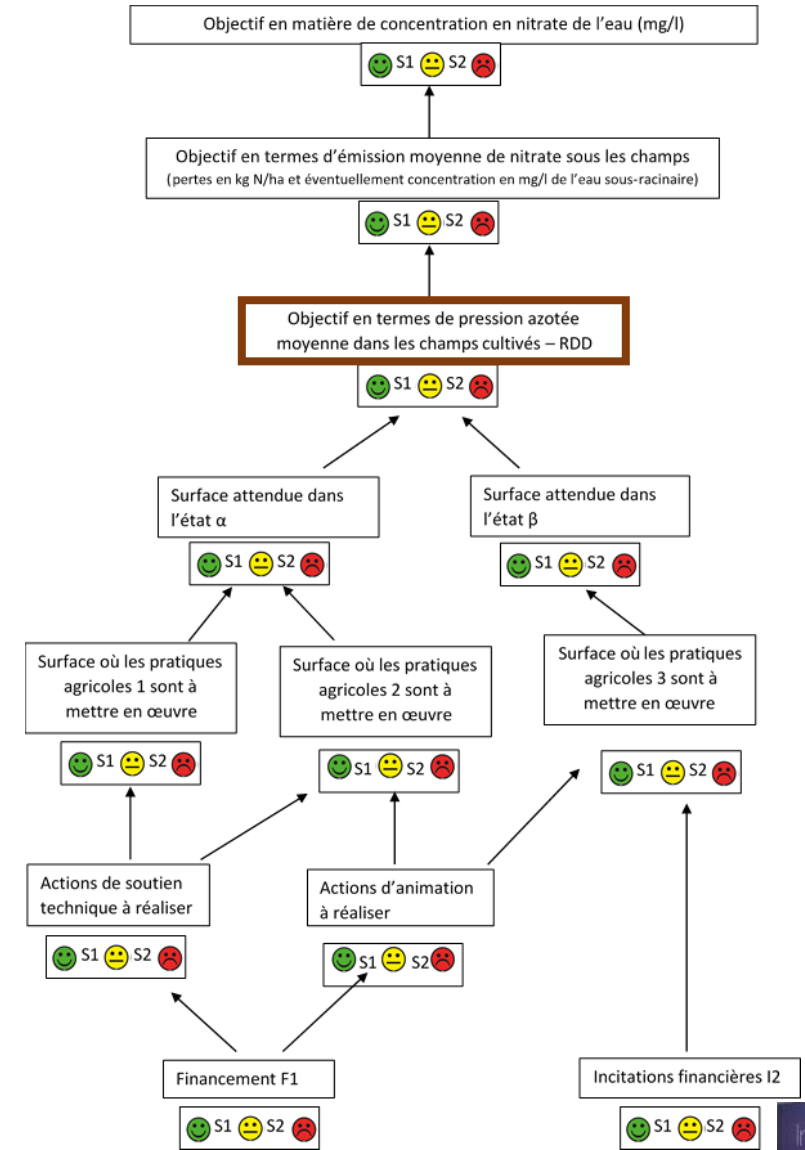 Objectif en matière de concentration en nitrate de l'eau (mg/l)
S1 S2
Objectif en termes d'émission moyenne de nitrate sous les champs
(pertes en kg N/ha et éventuellement concentration en mg/l de l'eau sous-racinaire)
S1 S2
Objectif en termes de pression azotée
moyenne dans les champs cultivés – RDD
S1 S2
Surface attendue dans
l'état α
S1 S2
Surface attendue dans
l'état β
S1 S2
Surface où les pratiques
agricoles 1 sont à
mettre en œuvre
S1 S2
Surface où les pratiques
agricoles 2 sont à
mettre en œuvre
S1 S2
Surface où les pratiques
agricoles 3 sont à
mettre en œuvre
S1 S2
Actions de soutien
technique à réaliser
S1 S2
Actions d'animation
à réaliser
S1 S2
Financement F1
S1 S2
Incitations financières I2
S1 S2